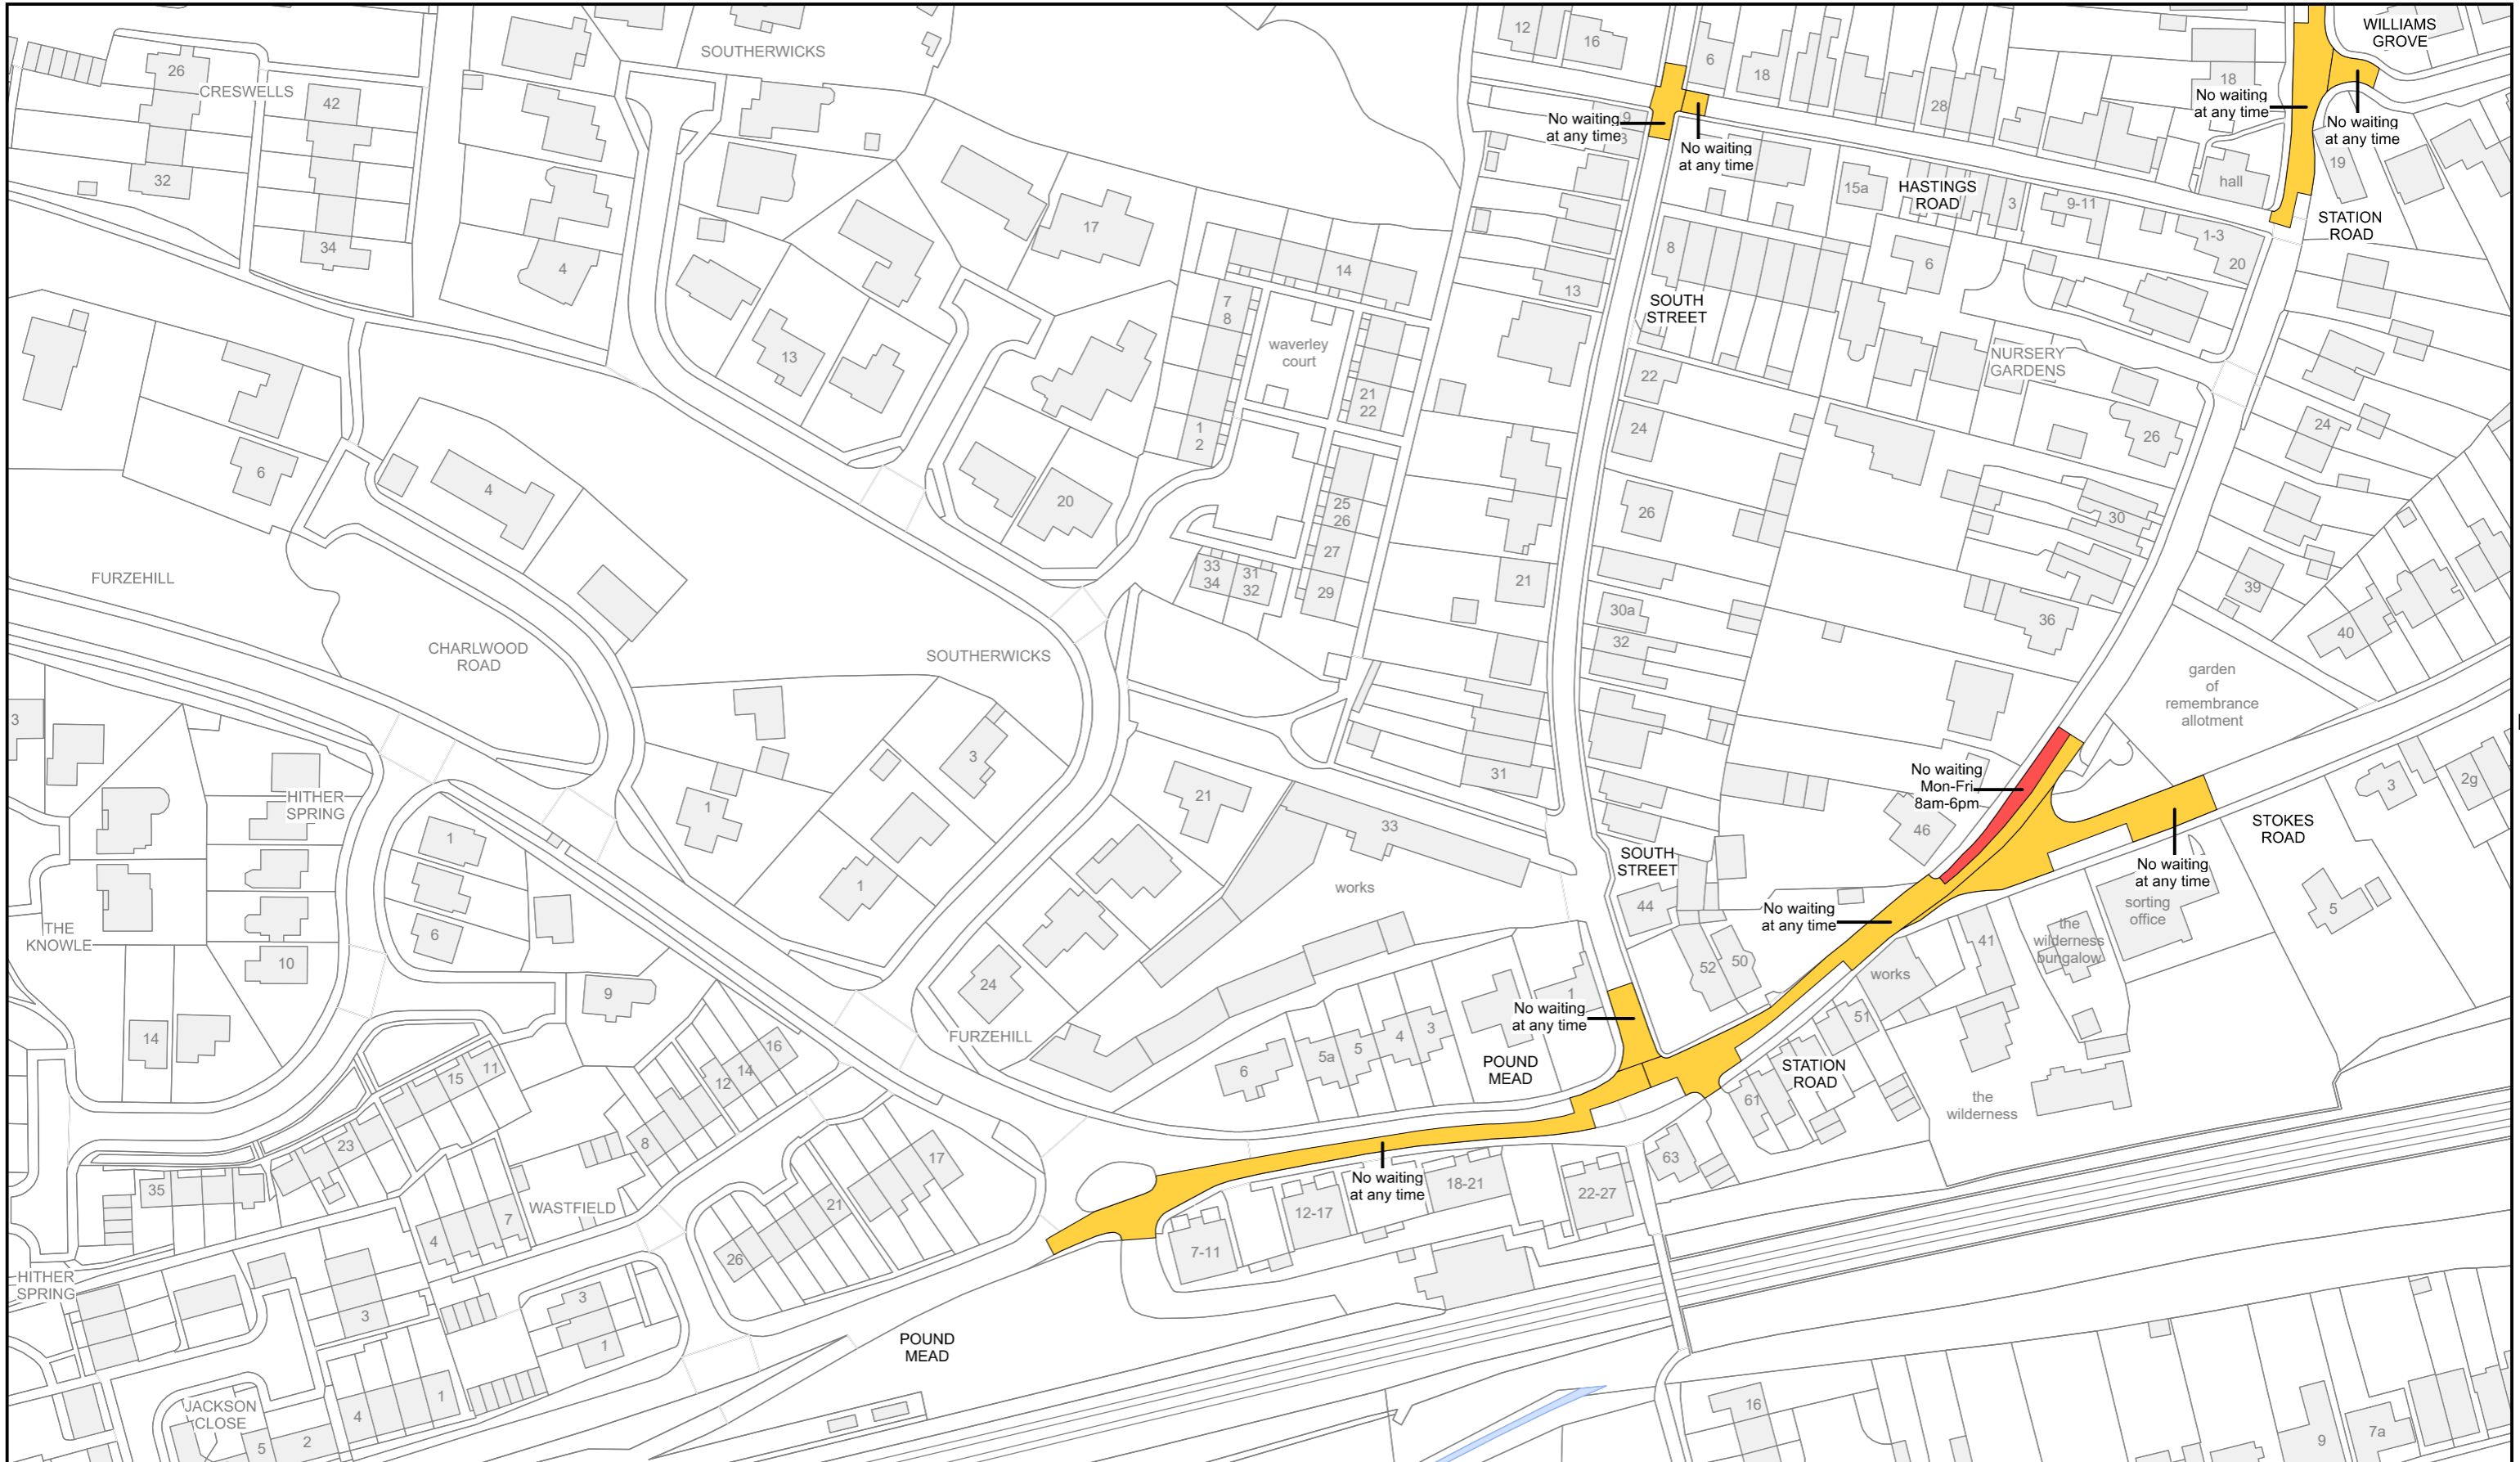 WILLIAMS
GROVE
SOUTHERWICKS
12
16
6
18
26
CRESWELLS
42
28
18
No waiting
at any time
No waiting
at any time
9
No waiting
at any time
No waiting
at any time
32
19
hall
15a
HASTINGS
ROAD
3
9-11
STATION
ROAD
17
34
4
8
1-3
20
6
14
13
7
8
SOUTH
STREET
waverley
court
13
NURSERY
GARDENS
22
21
22
24
24
26
1
2
6
4
20
25
26
26
30
27
33
34
31
32
29
21
FURZEHILL
39
30a
32
36
40
CHARLWOOD
ROAD
SOUTHERWICKS
garden
of
remembrance
allotment
3
3
31
No waiting
Mon-Fri
8am-6pm
3
2g
HITHER
SPRING
1
21
33
46
STOKES
ROAD
1
SOUTH
STREET
No waiting
at any time
works
1
44
No waiting
at any time
sorting
office
5
THE
KNOWLE
6
the
wilderness
bungalow
41
10
52
50
works
24
9
No waiting
at any time
1
51
14
FURZEHILL
16
14
12
6
5a
5
4
3
POUND
MEAD
STATION
ROAD
61
the
wilderness
15
11
23
8
17
63
35
No waiting
at any time
18-21
22-27
WASTFIELD
21
12-17
7
4
26
7-11
HITHER
SPRING
3
3
1
POUND
MEAD
JACKSON
CLOSE
4
1
5
2
16
9
7a